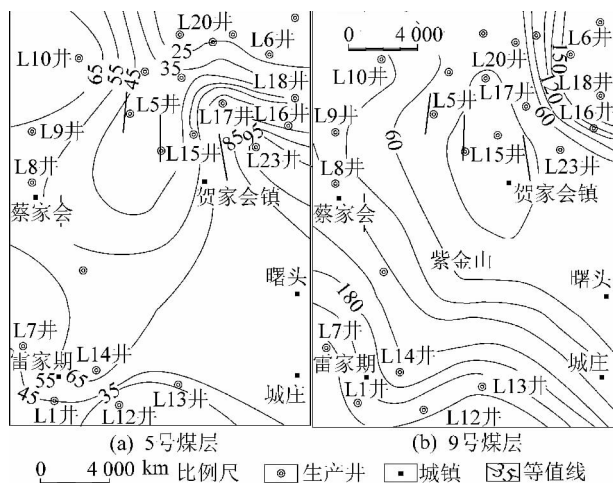 L20井
L10井
25
L6井
65
55
45
35
L18井
L5井
L17井
L16井
L9井
85
95
L15井
L23井
L8井
贺家会镇
蔡家会
曙头
L7井
L14井
雷家期
55
65
城庄
45
35
L13井
L1井
L12井
(a) 5号煤层
0 4 000
L6井
150
L10井
L20井
120
L18井
L5井
L17井
60
L16井
L9井
60
L15井
L23井
L8井
贺家会镇
蔡家会
紫金山
曙头
180
L7井
雷家期
L14井
城庄
L1井
L13井
L12井
(b) 9号煤层
0 4 000 km 比例尺 生产井 城镇 35 等值线